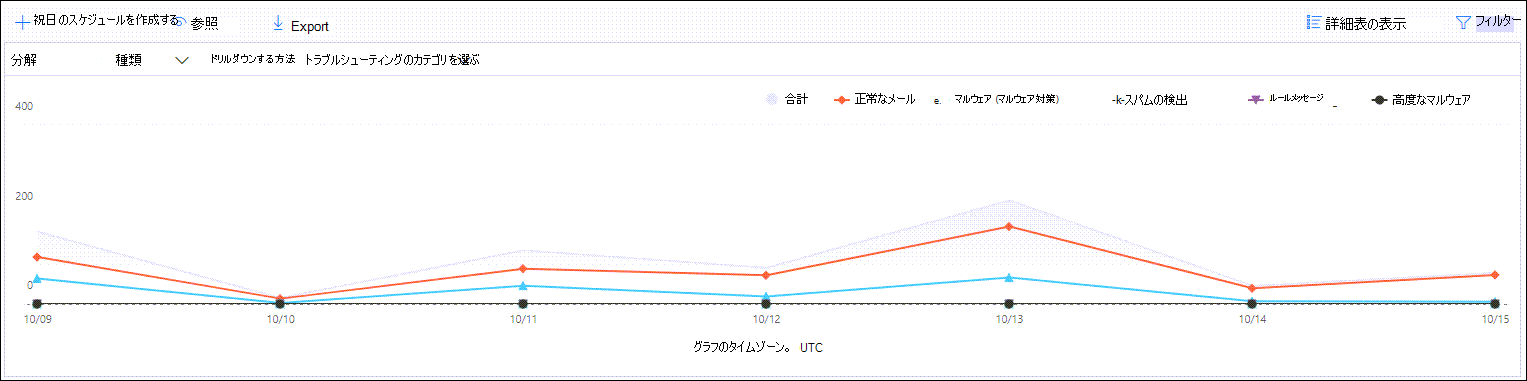 祝日のスケジュールを作成する 参照 Export 詳細表の表示 フィルター
分解 種類 ドリルダウンする方法 トラブルシューティングのカテゴリを選ぶ
合計 正常なメール e. マルウェア (マルウェア対策) -k-スパムの検出 ルールメッセージ _ 高度なマルウェア
400
200
0
10/09 10/10 10/11 10/12 10/13 10/14 10/15
グラフのタイムゾーン。 UTC